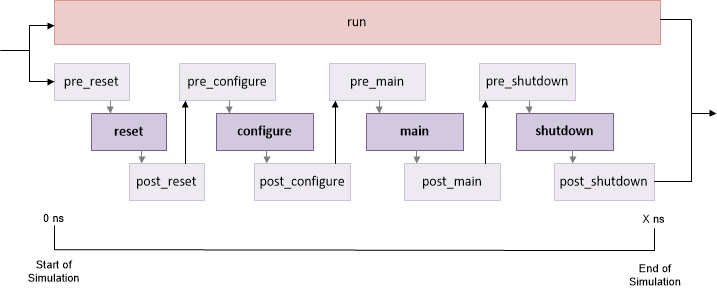 run
pre_reset
pre_configure
pre_main
pre_shutdown
reset
configure
main
shutdown
post_reset
post_configure
post_main
post_shutdown
0 ns
X ns
Start of
Simulation
End of
Simulation